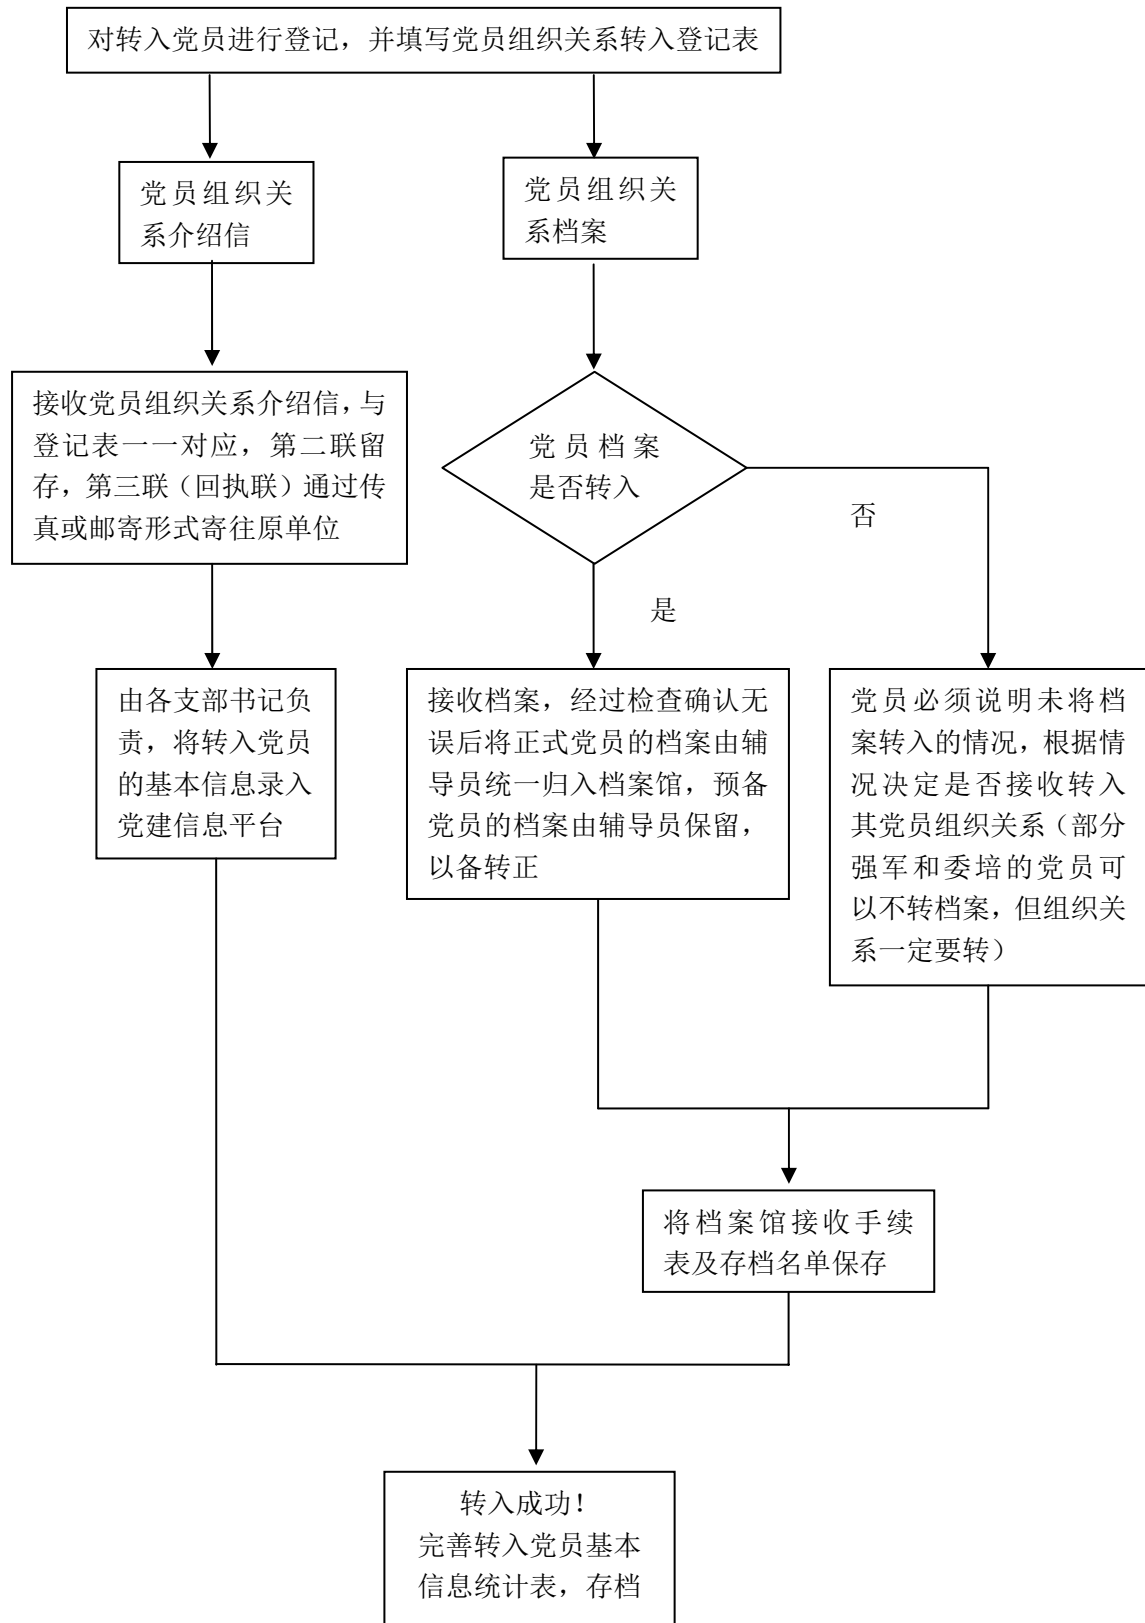 对转入党员进行登记，并填写党员组织关系转入登记表
党员组织关
系介绍信
党员组织关
系档案
接收党员组织关系介绍信，与
登记表一一对应，第二联留
存，第三联（回执联）通过传
真或邮寄形式寄往原单位
党员档案
是否转入
否
是
由各支部书记负
责，将转入党员
的基本信息录入
党建信息平台
接收档案，经过检查确认无
误后将正式党员的档案由辅
导员统一归入档案馆，预备
党员的档案由辅导员保留，
以备转正
党员必须说明未将档
案转入的情况，根据情
况决定是否接收转入
其党员组织关系（部分
强军和委培的党员可
以不转档案，但组织关
系一定要转）
将档案馆接收手续
表及存档名单保存
转入成功！
完善转入党员基本
信息统计表，存档